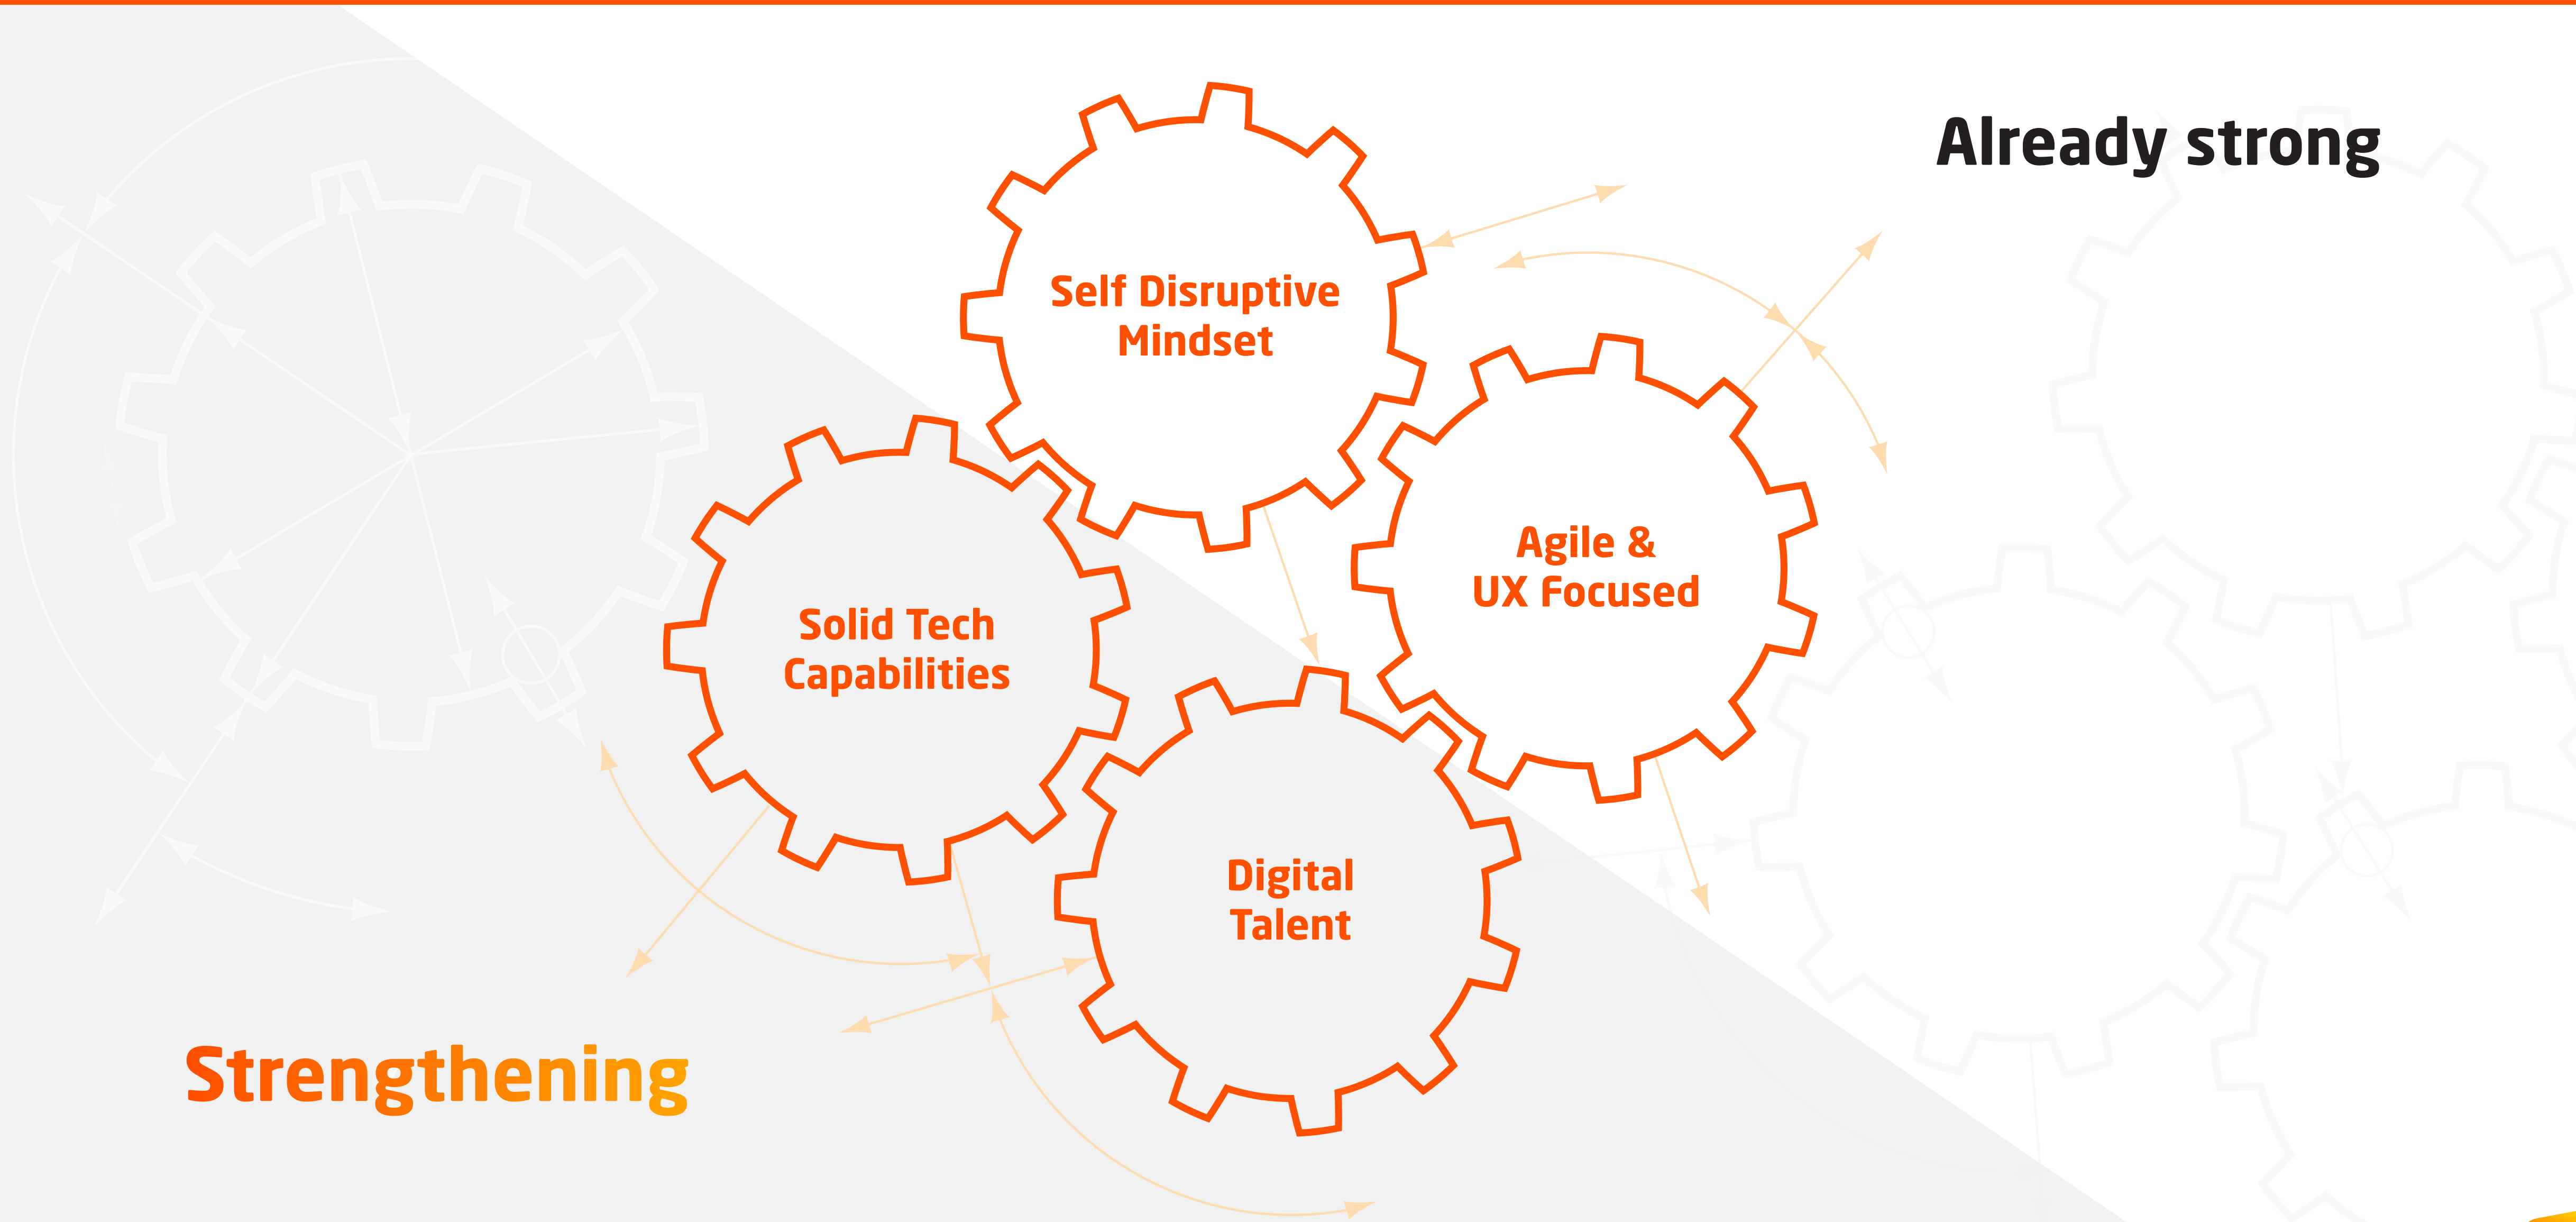 Already strong
Self Disruptive
Mindset
Agile &
UX Focused
Solid Tech
Capabilities
Digital
Talent
Strengthening